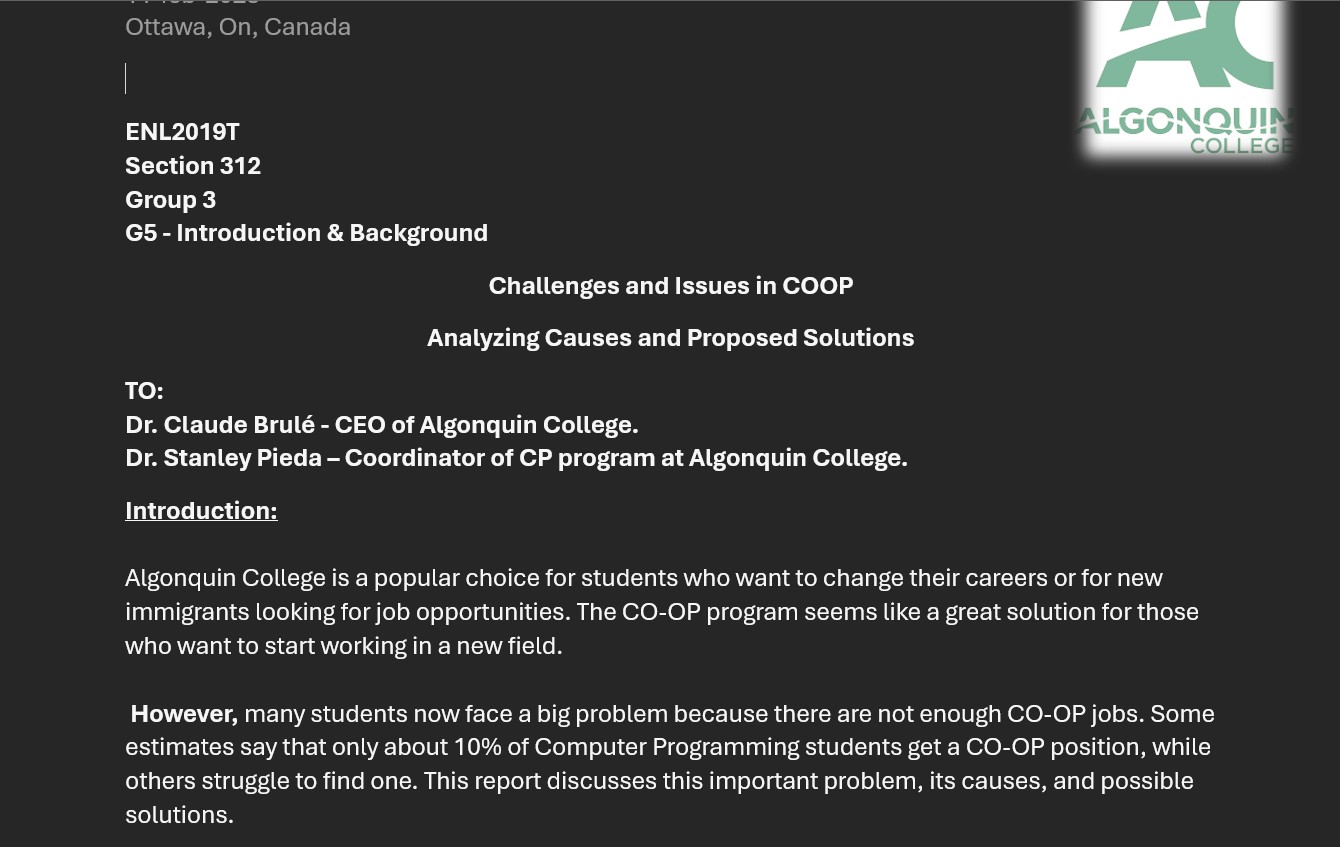 Ottawa, On, Canada
ALGONQUIN
COLLEGE
ENL2019T
Section 312
Group 3
G5 - Introduction & Background
Challenges and Issues in COOP
Analyzing Causes and Proposed Solutions
TO:
Dr. Claude Brulé - CEO of Algonquin College.
Dr. Stanley Pieda – Coordinator of CP program at Algonquin College.
Introduction:
Algonquin College is a popular choice for students who want to change their careers or for new
immigrants looking for job opportunities. The CO-OP program seems like a great solution for those
who want to start working in a new field.
However, many students now face a big problem because there are not enough CO-OP jobs. Some
estimates say that only about 10% of Computer Programming students get a CO-OP position, while
others struggle to find one. This report discusses this important problem, its causes, and possible
solutions.